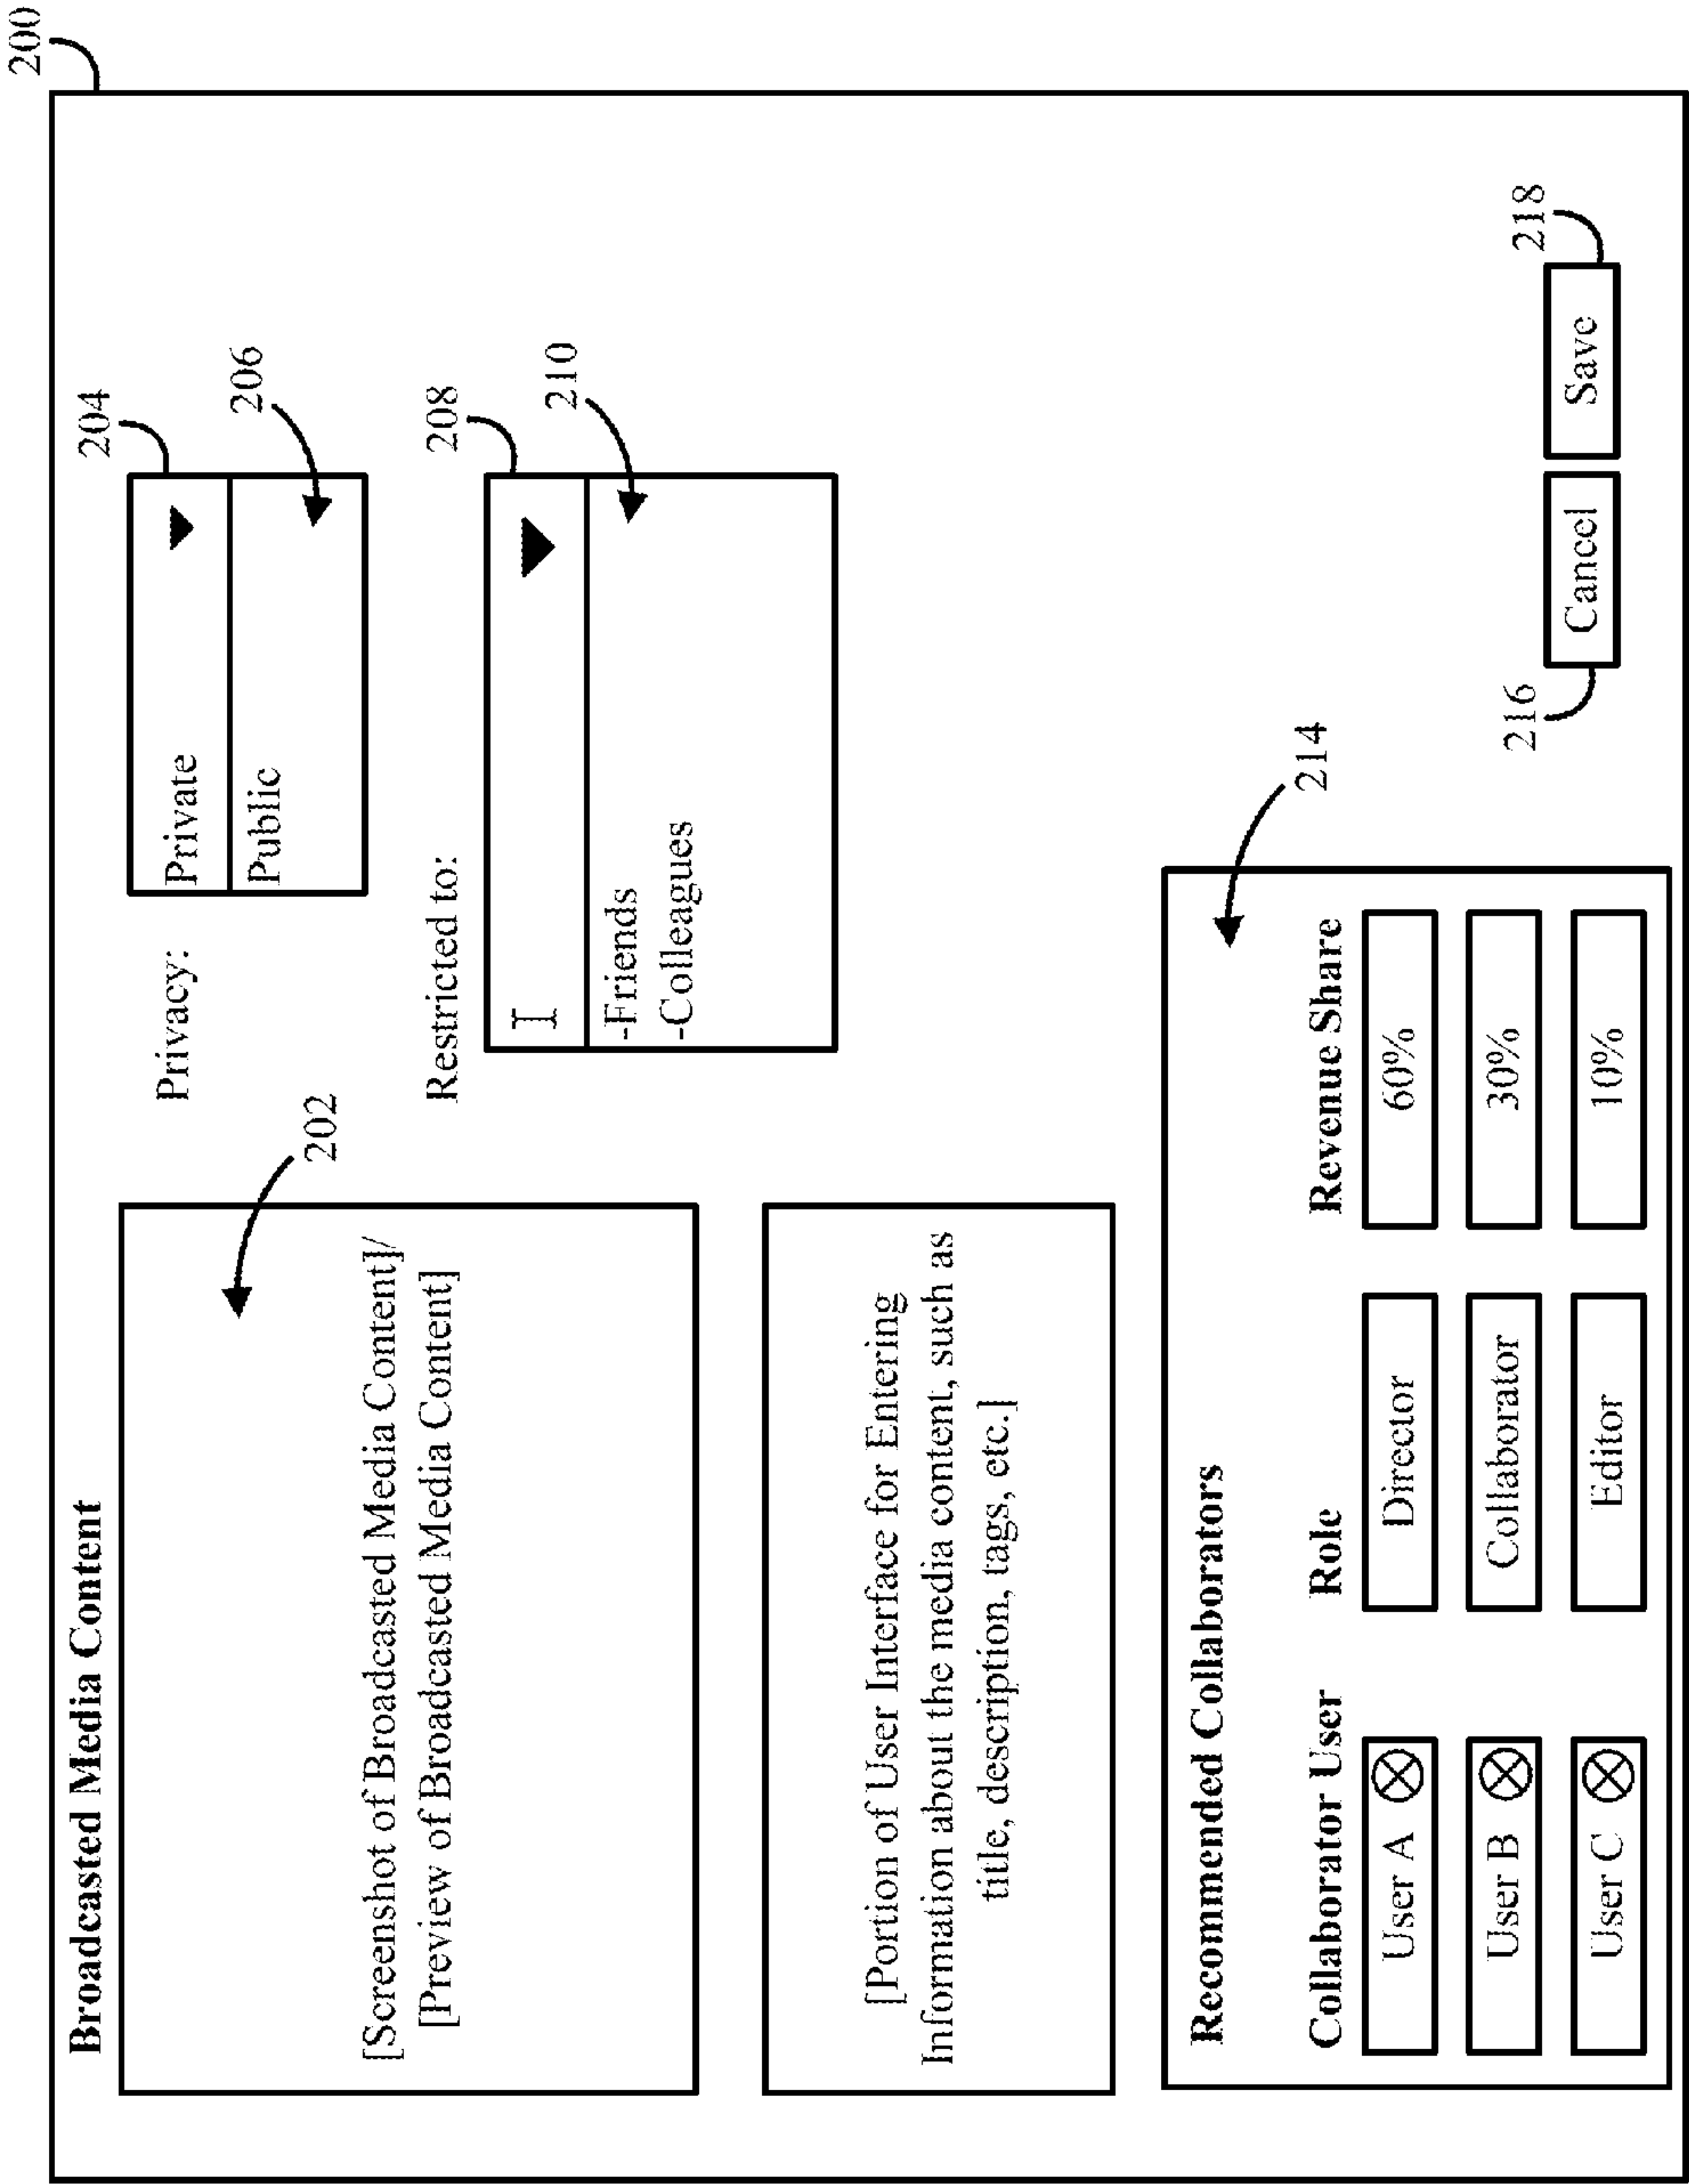 200
Broadcasted Media Content
[Screenshot of Broadcasted Media Content]/
[Preview of Broadcasted Media Content]
202
Privacy:
Private
Public
204
206
Restricted to:
-Friends
-Colleagues
208
210
[Portion of User Interface for Entering
Information about the media content, such as
title, description, tags, etc.]
Recommended Collaborators
214
Collaborator User Role Revenue Share
User A Director 60%
User B Collaborator 30%
User C Editor 10%
216
Cancel
Save
218